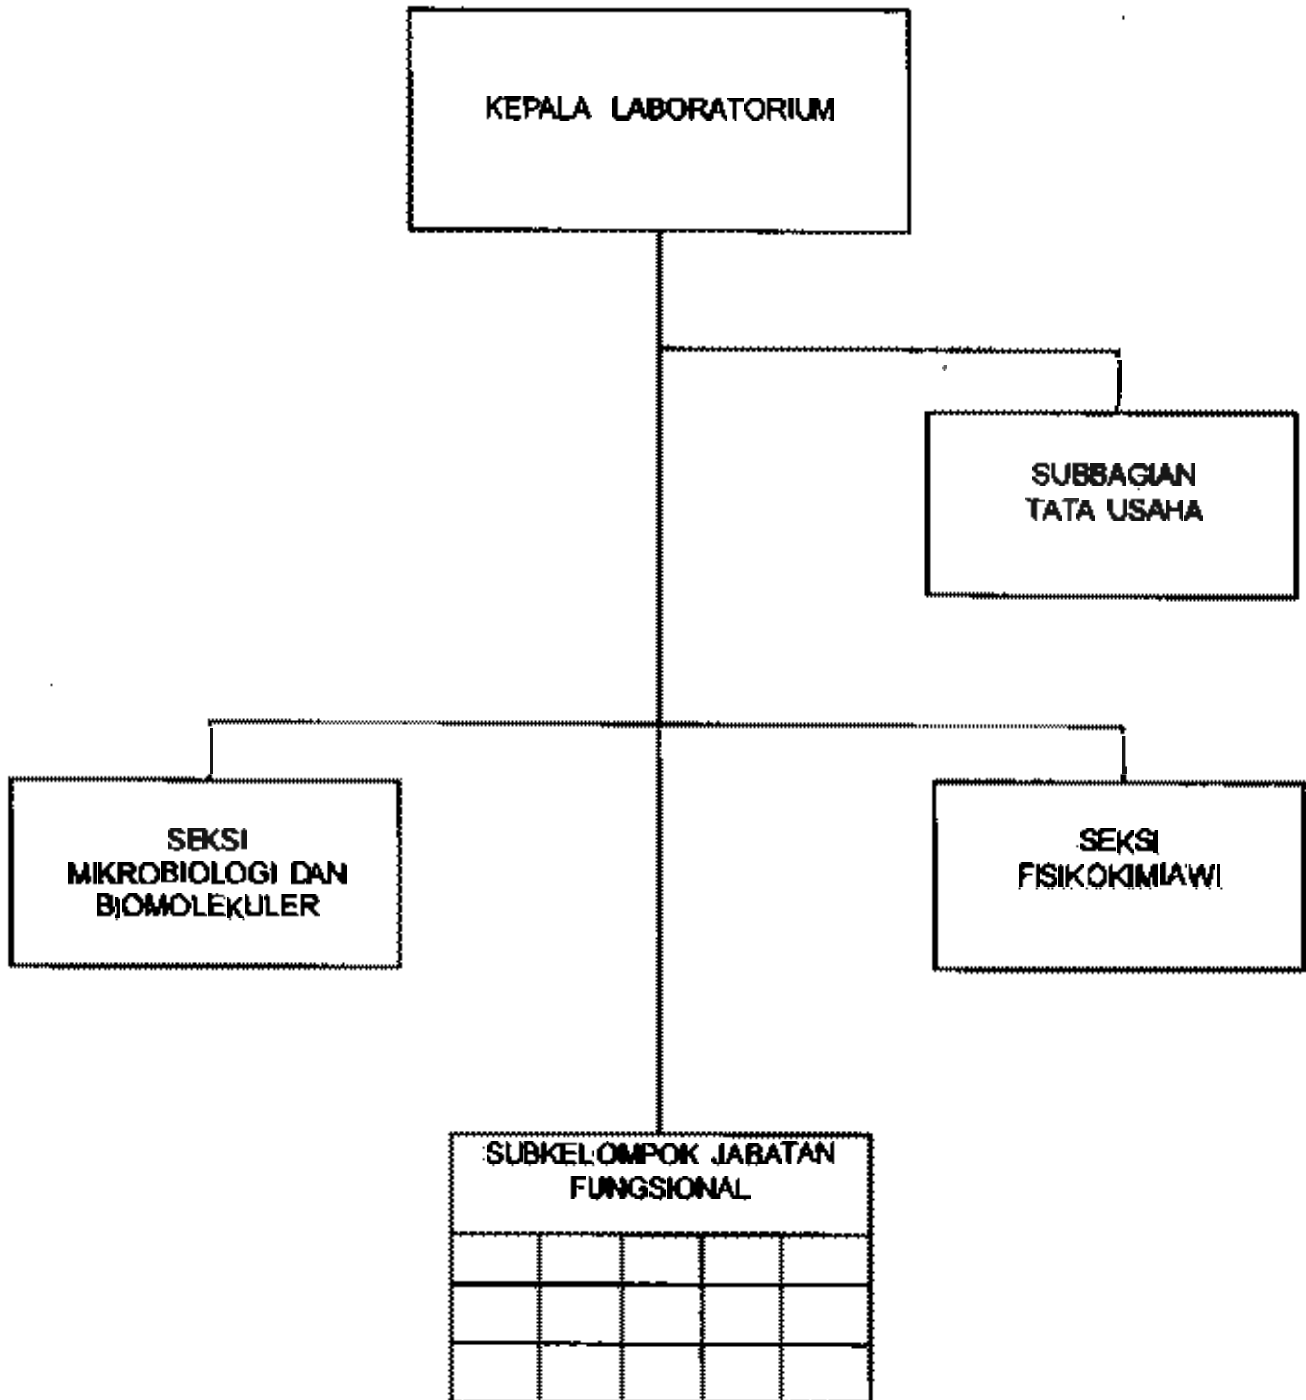 KEPALA LABORATORIUM
SUBBAGIAN
TATA USAHA
SEKSI
MIKROBIOLOGI DAN
BIOMOLEKULER
SEKSI
FISIKOKIMIAWI
SUBKELOMPOK JABATAN
FUNGSIONAL